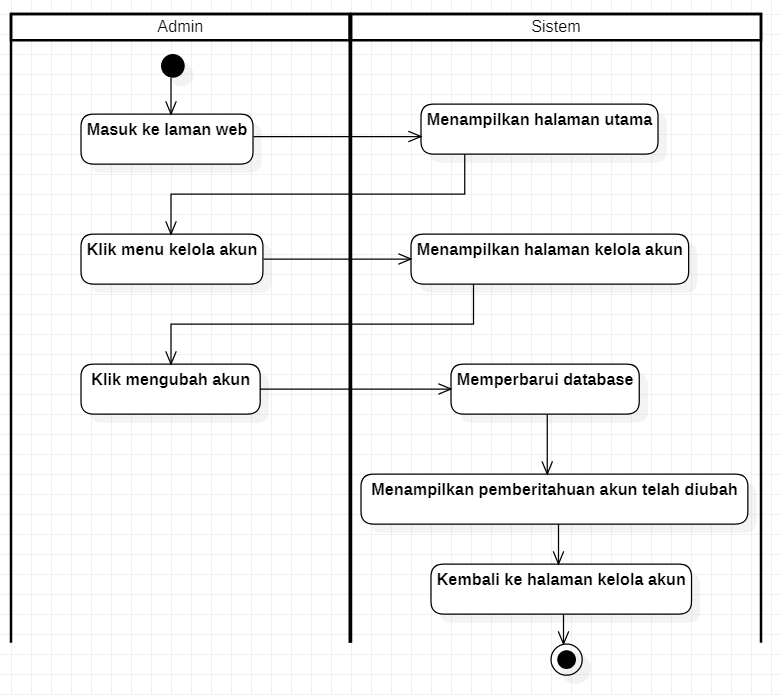 Admin
Sistem
Masuk ke laman web
Menampilkan halaman utama
Klik menu kelola akun
Menampilkan halaman kelola akun
Klik mengubah akun
Memperbarui database
Menampilkan pemberitahuan akun telah diubah
Kembali ke halaman kelola akun